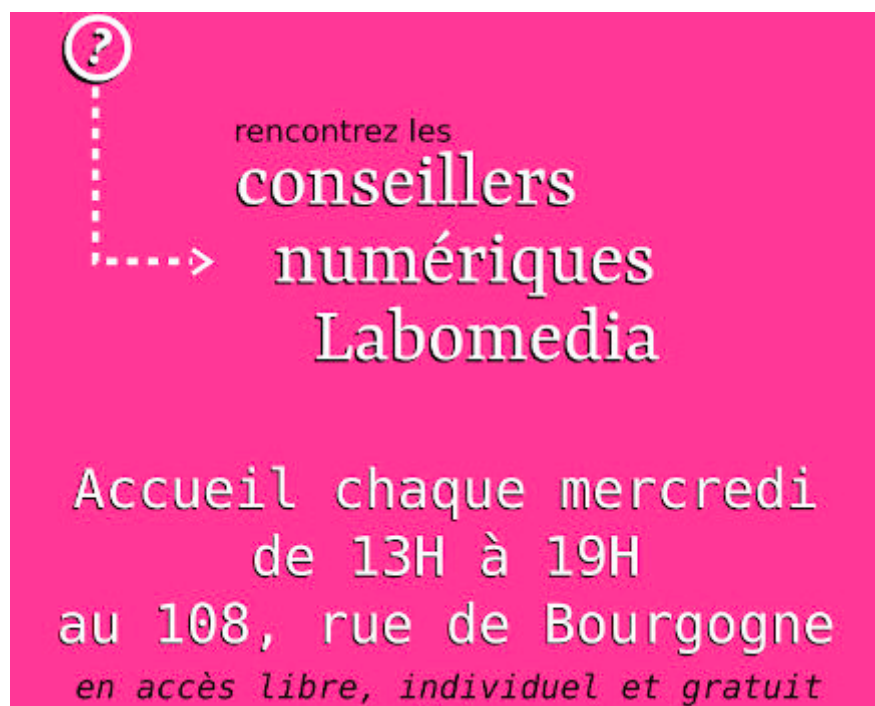 ?
rencontrez les
conseillers
numériques
Labomedia
Accueil chaque mercredi
de 13H à 19H
au 108, rue de Bourgogne
en accès libre, individuel et gratuit